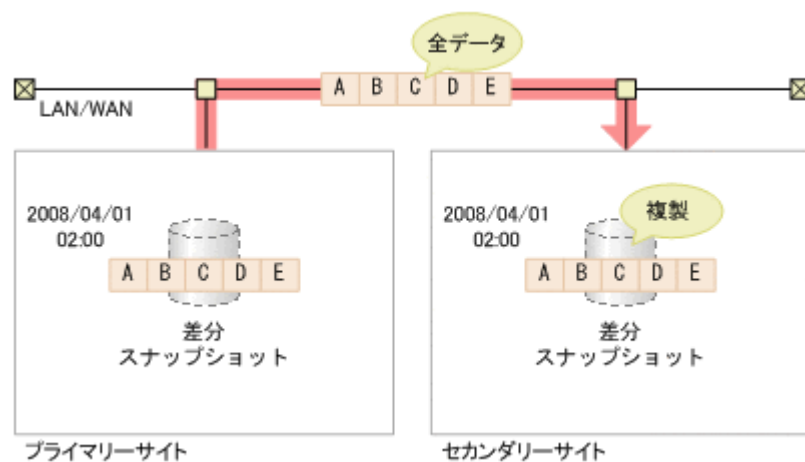 全データ
A B C D E
LAN/WAN
2008/04/01
02:00
A B C D E
差分
スナップショット
プライマリーサイト
2008/04/01
02:00
複製
A B C D E
差分
スナップショット
セカンダリーサイト